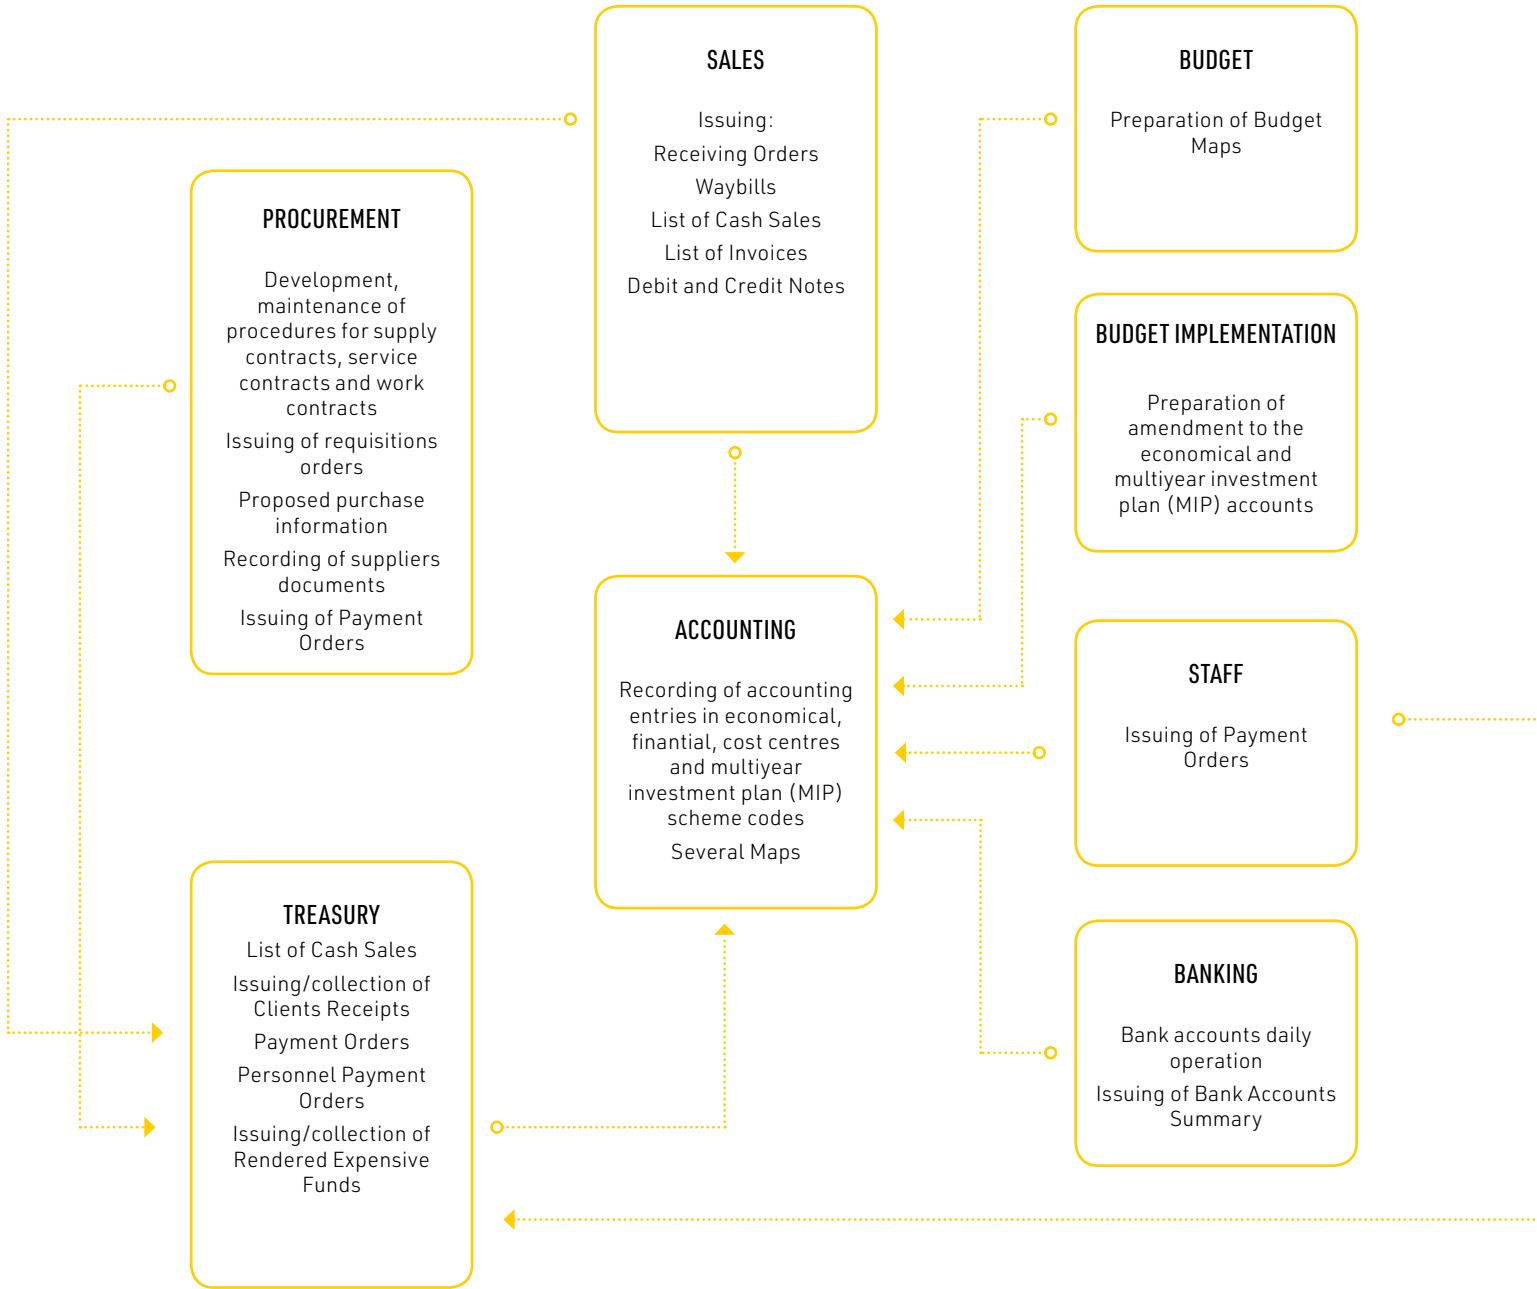 SALES
Issuing:
Receiving Orders
Waybills
List of Cash Sales
List of Invoices
Debit and Credit Notes
BUDGET
Preparation of Budget
Maps
PROCUREMENT
Development,
maintenance of
procedures for supply
contracts, service
contracts and work
contracts
Issuing of requisitions
orders
Proposed purchase
information
Recording of suppliers
documents
Issuing of Payment
Orders
BUDGET IMPLEMENTATION
Preparation of
amendment to the
economical and
multiyear investment
plan (MIP) accounts
ACCOUNTING
Recording of accounting
entries in economical,
finantial, cost centres
and multiyear
investment plan (MIP)
scheme codes
Several Maps
STAFF
Issuing of Payment
Orders
TREASURY
List of Cash Sales
Issuing/collection of
Clients Receipts
Payment Orders
Personnel Payment
Orders
Issuing/collection of
Rendered Expensive
Funds
BANKING
Bank accounts daily
operation
Issuing of Bank Accounts
Summary